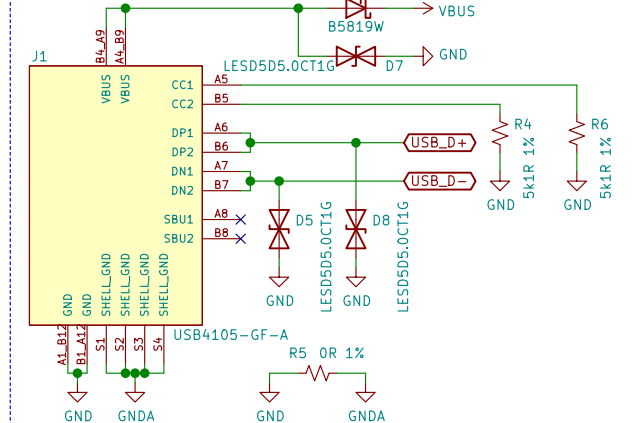 VBUS
B5819W
J1
B4_A9
A4_B9
GND
LESD5D5.0CT1G
D7
VBUS
VBUS
CC1
A5
CC2
B5
R4
5k1R 1%
R6
5k1R 1%
DP1
A6
USB_D+
DP2
B6
DN1
A7
USB_D-
DN2
B7
GND
GND
SBU1
A8
D5
LESD5D5.0CT1G
D8
LESD5D5.0CT1G
SBU2
B8
GND
GND
SHELL_GND
SHELL_GND
SHELL_GND
SHELL_GND
GND
GND
A1_B12
B1_A12
S1
S2
S3
S4
USB4105-GF-A
R5 0R 1%
GND
GNDA
GND
GNDA